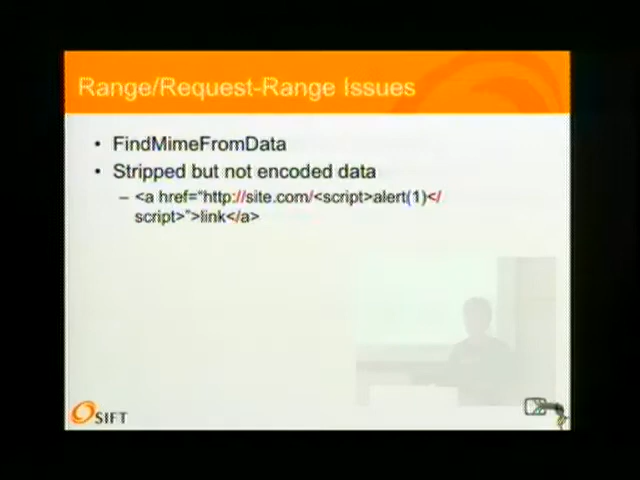 Range/Request-Range Issues
• FindMimeFromData
• Stripped but not encoded data
– <a href=“http://site.com/<script>alert(1)</
script>”>link</a>
SIFT